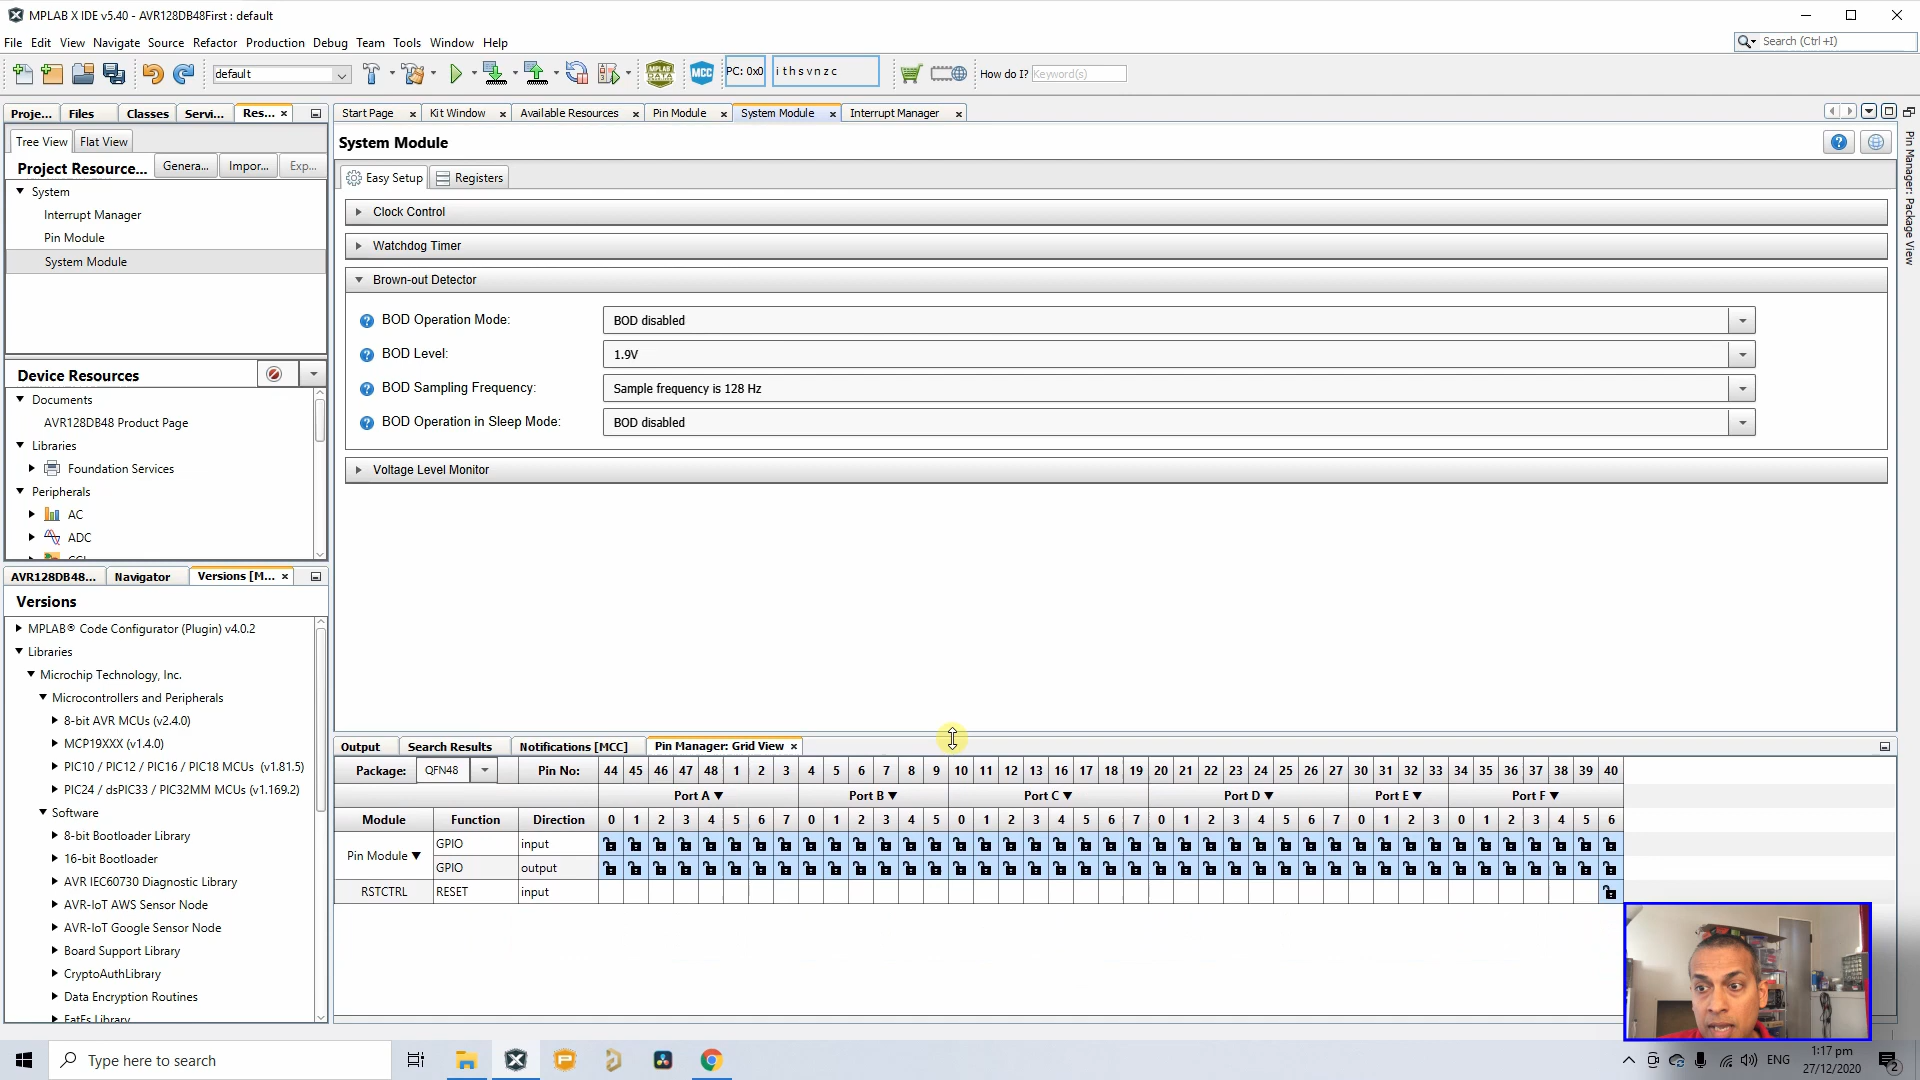 MPLAB X IDE v5.40 - AVR128DB48First : default
File Edit View Navigate Source Refactor Production Debug Team Tools Window Help
Search (Ctrl+I)
default
MPLAB DATA
MCC
PC: 0x0
i t h s v n z c
How do I? Keyword(s)
Proje... Files Classes Servi... Res...
Start Page Kit Window Available Resources Pin Module System Module Interrupt Manager
Tree View Flat View
Project Resource... Genera... Impor... Exp...
System
Interrupt Manager
Pin Module
System Module
Device Resources
Documents
AVR128DB48 Product Page
Libraries
Foundation Services
Peripherals
AC
ADC
System Module
Easy Setup Registers
Clock Control
Watchdog Timer
Brown-out Detector
BOD Operation Mode: BOD disabled
BOD Level: 1.9V
BOD Sampling Frequency: Sample frequency is 128 Hz
BOD Operation in Sleep Mode: BOD disabled
Voltage Level Monitor
Pin Manager: Package View
AVR128DB48... Navigator Versions [M...
Versions
MPLAB® Code Configurator (Plugin) v4.0.2
Libraries
Microchip Technology, Inc.
Microcontrollers and Peripherals
8-bit AVR MCUs (v2.4.0)
MCP19XXX (v1.4.0)
PIC10 / PIC12 / PIC16 / PIC18 MCUs (v1.81.5)
PIC24 / dsPIC33 / PIC32MM MCUs (v1.169.2)
Software
8-bit Bootloader Library
16-bit Bootloader
AVR IEC60730 Diagnostic Library
AVR-IoT AWS Sensor Node
AVR-IoT Google Sensor Node
Board Support Library
CryptoAuthLibrary
Data Encryption Routines
FatFs Library
Output Search Results Notifications [MCC] Pin Manager: Grid View
Package: QFN48 Pin No: 44 45 46 47 48 1 2 3 4 5 6 7 8 9 10 11 12 13 16 17 18 19 20 21 22 23 24 25 26 27 30 31 32 33 34 35 36 37 38 39 40
Port A Port B Port C Port D Port E Port F
Module Function Direction 0 1 2 3 4 5 6 7 0 1 2 3 4 5 0 1 2 3 4 5 6 7 0 1 2 3 4 5 6 7 0 1 2 3 0 1 2 3 4 5 6
Pin Module GPIO input
GPIO output
RSTCTRL RESET input
Type here to search
ENG
1:17 pm
27/12/2020
2